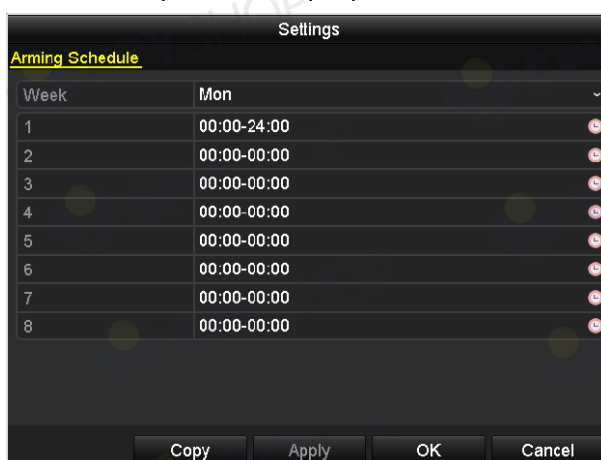 Settings
Arming Schedule
Week Mon
1 00:00-24:00
2 00:00-00:00
3 00:00-00:00
4 00:00-00:00
5 00:00-00:00
6 00:00-00:00
7 00:00-00:00
8 00:00-00:00
Copy Apply OK Cancel